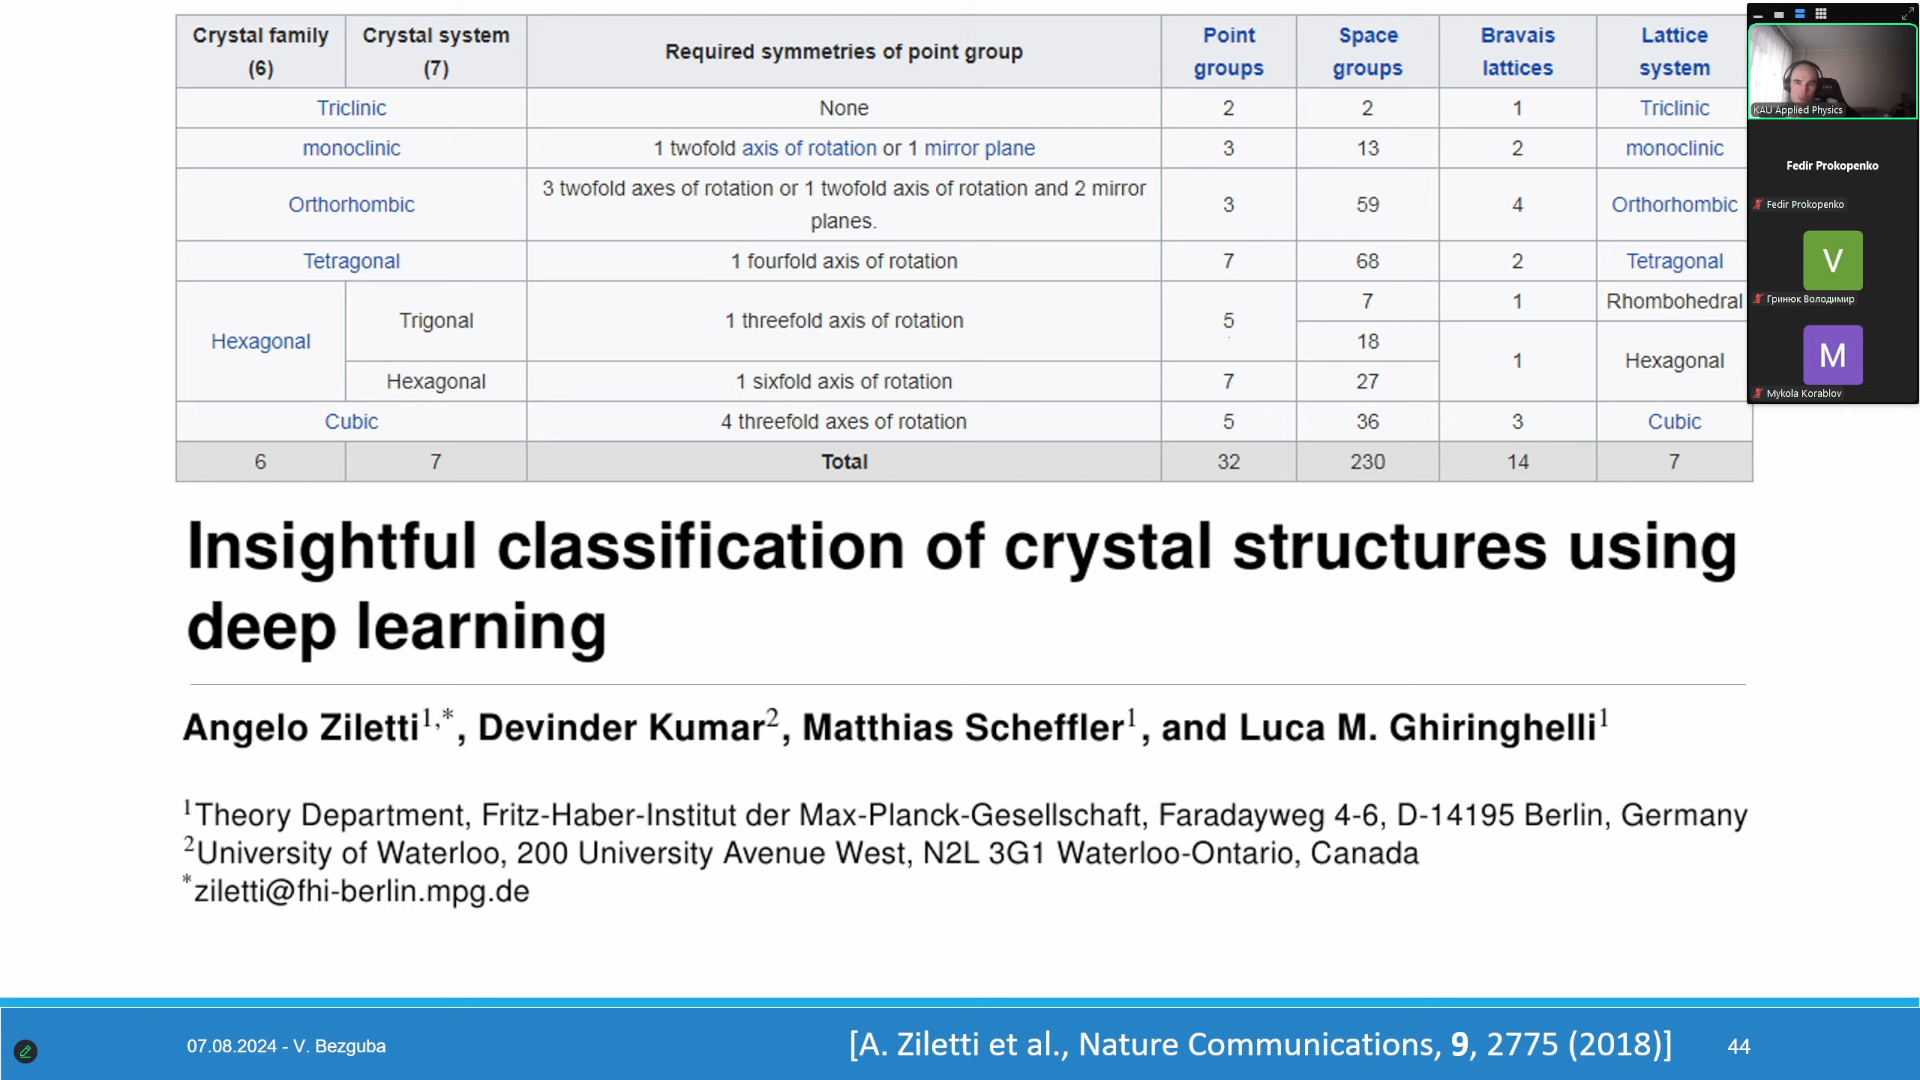 Crystal family (6) Crystal system (7) Required symmetries of point group Point groups Space groups Bravais lattices Lattice system
Triclinic None 2 2 1 Triclinic
monoclinic 1 twofold axis of rotation or 1 mirror plane 3 13 2 monoclinic
Orthorhombic 3 twofold axes of rotation or 1 twofold axis of rotation and 2 mirror planes. 3 59 4 Orthorhombic
Tetragonal 1 fourfold axis of rotation 7 68 2 Tetragonal
Hexagonal Trigonal 1 threefold axis of rotation 5 7 1 Rhombohedral
18 1 Hexagonal
Hexagonal 1 sixfold axis of rotation 7 27
Cubic 4 threefold axes of rotation 5 36 3 Cubic
6 7 Total 32 230 14 7
Insightful classification of crystal structures using
deep learning
Angelo Ziletti1,*, Devinder Kumar2, Matthias Scheffler1, and Luca M. Ghiringhelli1
1Theory Department, Fritz-Haber-Institut der Max-Planck-Gesellschaft, Faradayweg 4-6, D-14195 Berlin, Germany
2University of Waterloo, 200 University Avenue West, N2L 3G1 Waterloo-Ontario, Canada
*ziletti@fhi-berlin.mpg.de
07.08.2024 - V. Bezguba
[A. Ziletti et al., Nature Communications, 9, 2775 (2018)]
44
KAU Applied Physics
Fedir Prokopenko
Fedir Prokopenko
V
Гринюк Володимир
M
Mykola Korablov